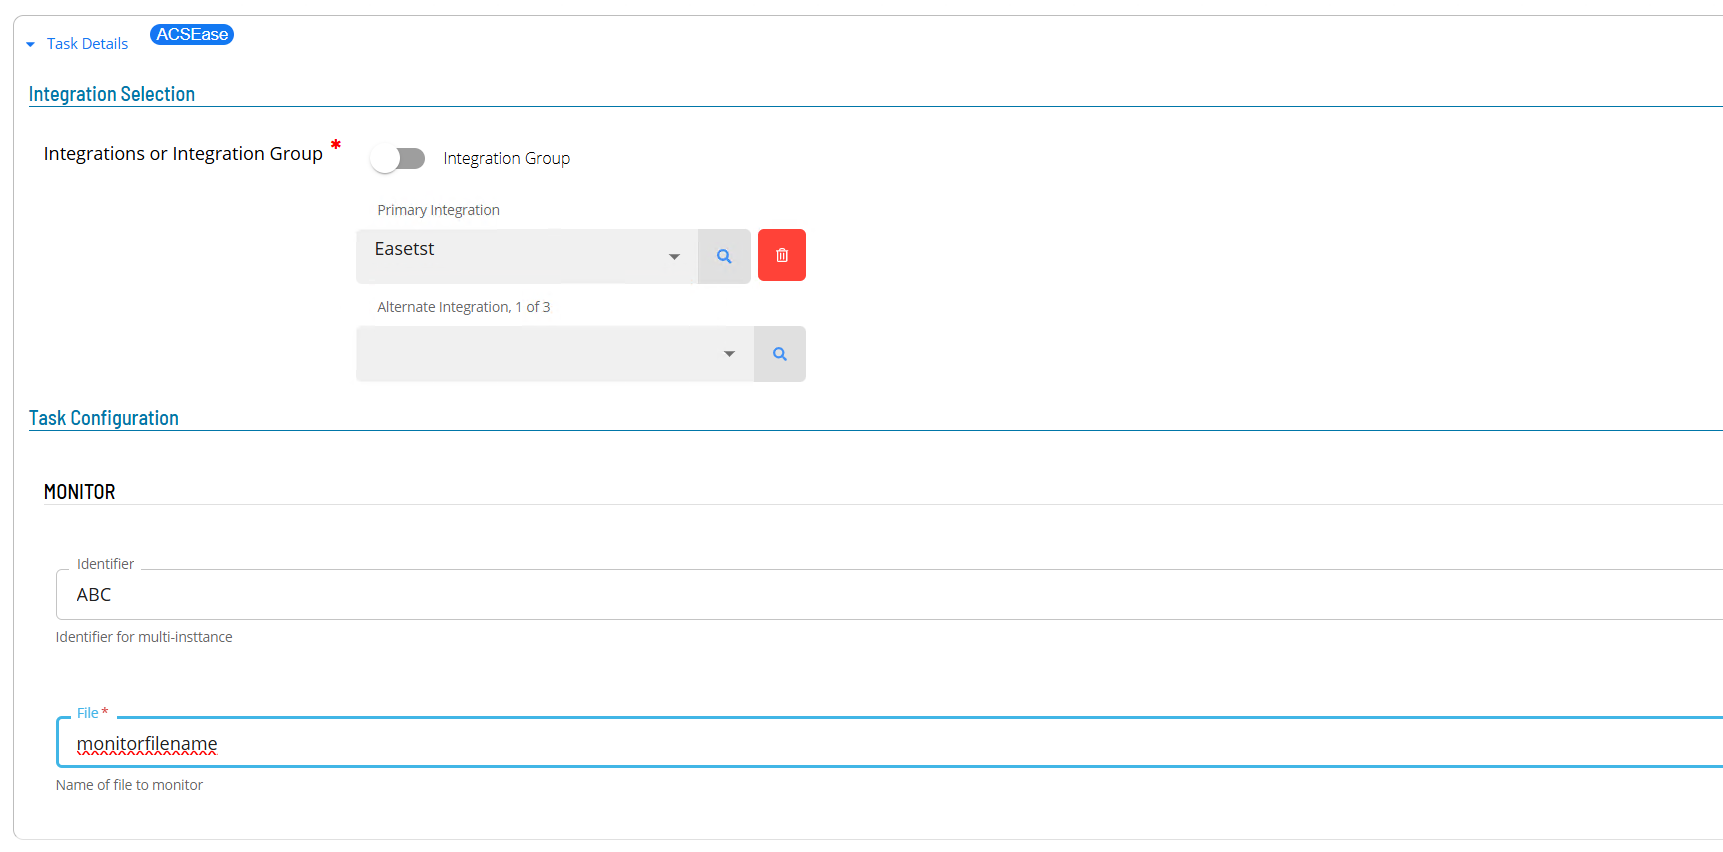 Task Details ACSEase
Integration Selection
Integrations or Integration Group *
Integration Group
Primary Integration
Easetst
Alternate Integration, 1 of 3
Task Configuration
MONITOR
Identifier
ABC
Identifier for multi-insttance
File *
monitorfilename
Name of file to monitor